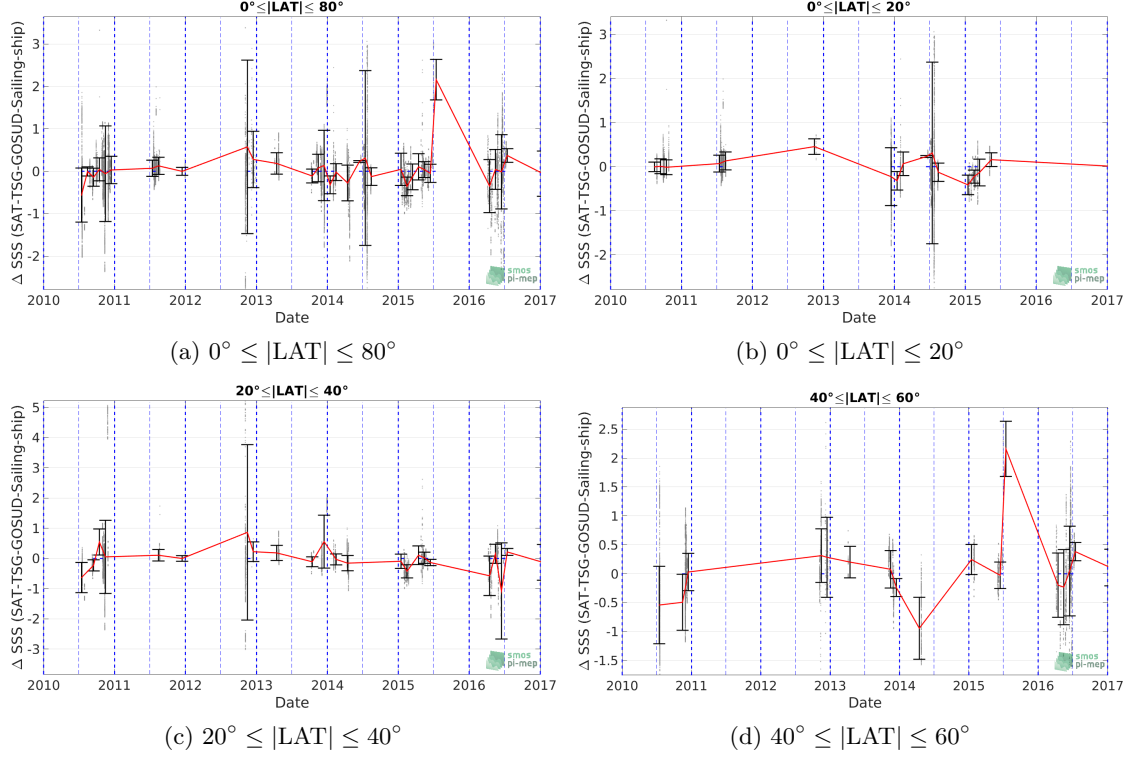 0°≤|LAT|≤ 80°
Δ SSS (SAT-TSG-GOSUD-Sailing-ship)
3
2
1
0
-1
-2
2010 2011 2012 2013 2014 2015 2016 2017
Date
smos
pi-mep
(a) 0° ≤ |LAT| ≤ 80°
0°≤|LAT|≤ 20°
Δ SSS (SAT-TSG-GOSUD-Sailing-ship)
3
2
1
0
-1
-2
2010 2011 2012 2013 2014 2015 2016 2017
Date
smos
pi-mep
(b) 0° ≤ |LAT| ≤ 20°
20°≤|LAT|≤ 40°
Δ SSS (SAT-TSG-GOSUD-Sailing-ship)
5
4
3
2
1
0
-1
-2
-3
2010 2011 2012 2013 2014 2015 2016 2017
Date
smos
pi-mep
(c) 20° ≤ |LAT| ≤ 40°
40°≤|LAT|≤ 60°
Δ SSS (SAT-TSG-GOSUD-Sailing-ship)
2.5
2
1.5
1
0.5
0
-0.5
-1
-1.5
2010 2011 2012 2013 2014 2015 2016 2017
Date
smos
pi-mep
(d) 40° ≤ |LAT| ≤ 60°